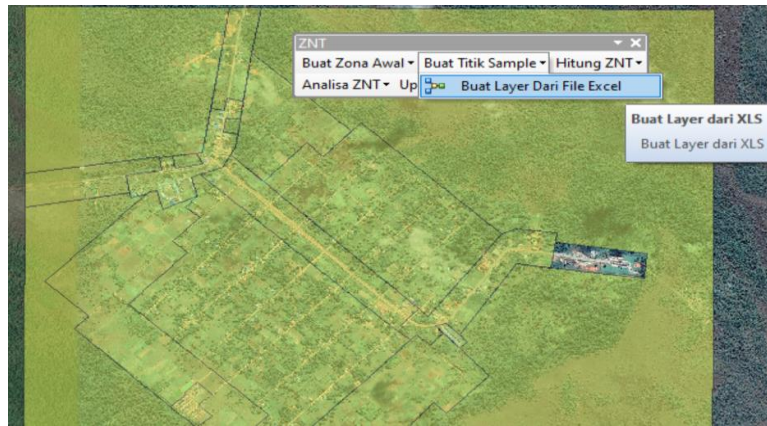 ZNT
Buat Zona Awal Buat Titik Sample Hitung ZNT
Analisa ZNT Up Buat Layer Dari File Excel
Buat Layer dari XLS
Buat Layer dari XLS